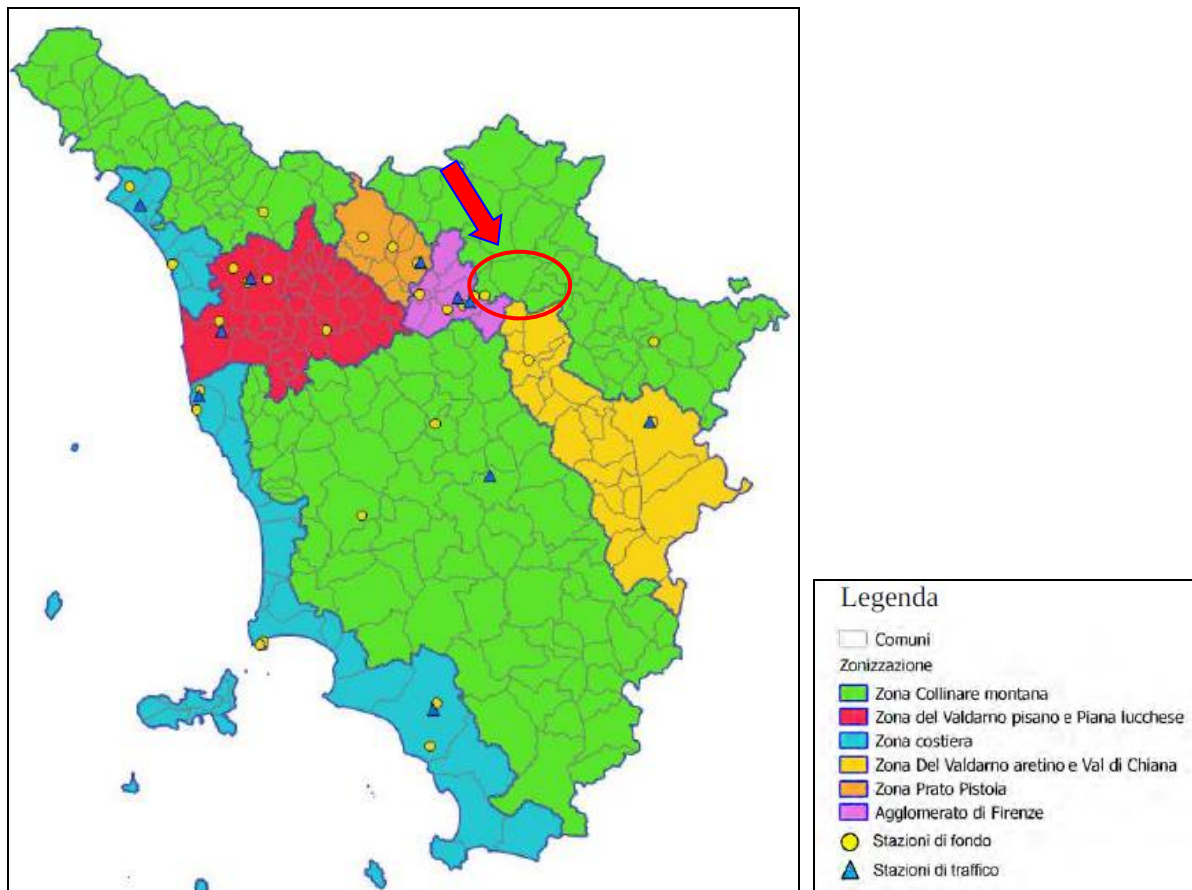 Legenda
Comuni
Zonizzazione
Zona Collinare montana
Zona del Valdarno pisano e Piana lucchese
Zona costiera
Zona Del Valdarno aretino e Val di Chiana
Zona Prato Pistoia
Agglomerato di Firenze
Stazioni di fondo
Stazioni di traffico